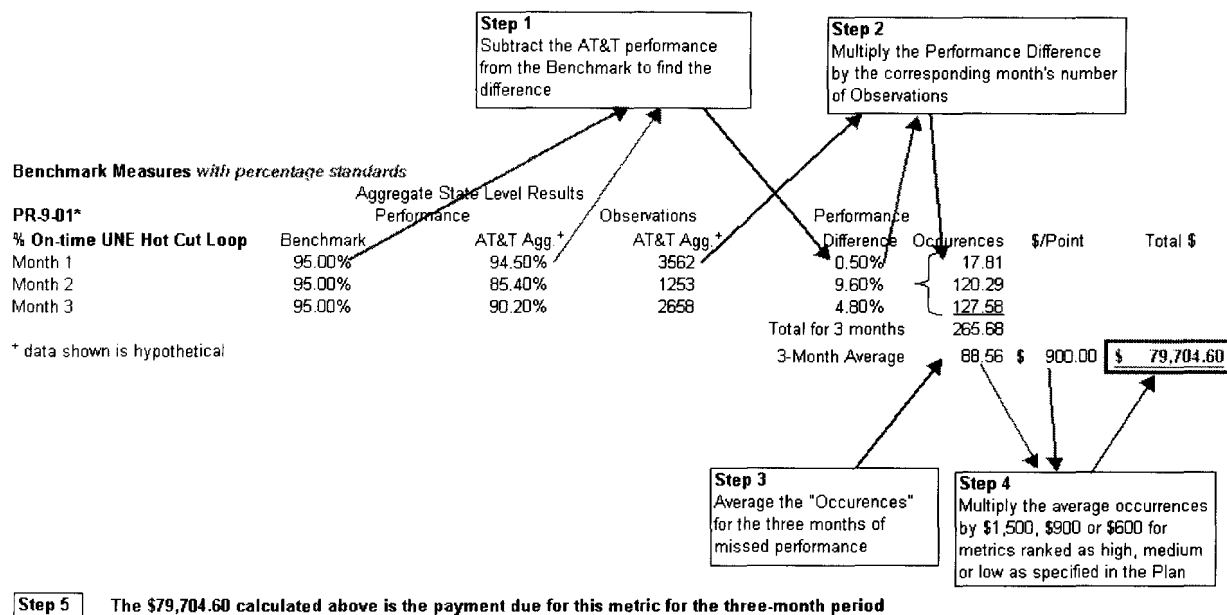 Step 1
Subtract the AT&T performance
from the Benchmark to find the
difference
Step 2
Multiply the Performance Difference
by the corresponding month's number
of Observations
Benchmark Measures with percentage standards
Aggregate State Level Results
PR-9-01* Performance Observations Performance
% On-time UNE Hot Cut Loop Benchmark AT&T Agg.+ AT&T Agg.+ Difference Occurences $/Point Total $
Month 1 95.00% 94.50% 3562 0.50% 17.81
Month 2 95.00% 85.40% 1253 9.60% 120.29
Month 3 95.00% 90.20% 2658 4.80% 127.58
Total for 3 months 265.68
+ data shown is hypothetical
3-Month Average 88.56 $ 900.00 $ 79,704.60
Step 3
Average the "Occurences"
for the three months of
missed performance
Step 4
Multiply the average occurrences
by $1,500, $900 or $600 for
metrics ranked as high, medium
or low as specified in the Plan
Step 5 The $79,704.60 calculated above is the payment due for this metric for the three-month period